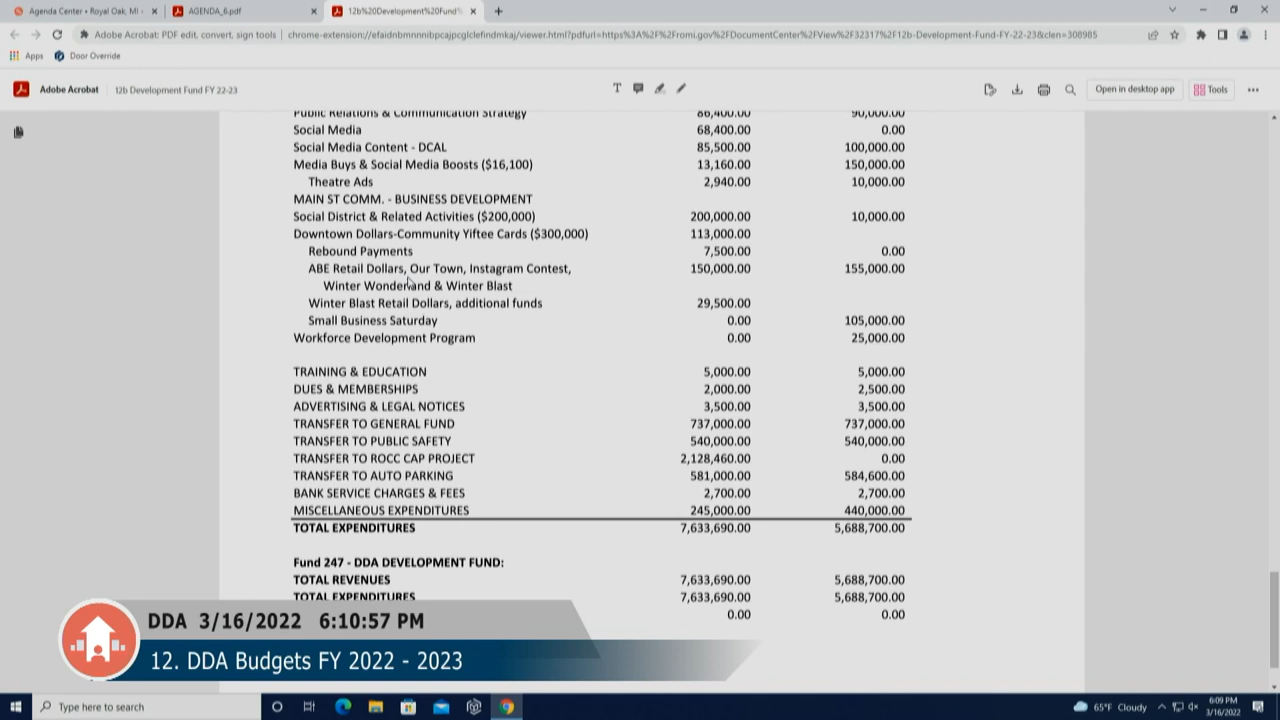 Agenda Center • Royal Oak, MI
AGENDA_6.pdf
12b%20Development%20Fund%
Adobe Acrobat: PDF edit, convert, sign tools | chrome-extension://efaidnbmnnnibpcajpcglclefindmkaj/viewer.html?pdfurl=https%3A%2F%2Fromi.gov%2FDocumentCenter%2FView%2F32317%2F12b-Development-Fund-FY-22-23&clen=308985
Apps Door Override
Adobe Acrobat 12b Development Fund FY 22-23 Open in desktop app Tools
Public Relations & Communication Strategy 86,400.00 90,000.00
Social Media 68,400.00 0.00
Social Media Content - DCAL 85,500.00 100,000.00
Media Buys & Social Media Boosts ($16,100) 13,160.00 150,000.00
Theatre Ads 2,940.00 10,000.00
MAIN ST COMM. - BUSINESS DEVELOPMENT
Social District & Related Activities ($200,000) 200,000.00 10,000.00
Downtown Dollars-Community Yiftee Cards ($300,000) 113,000.00
Rebound Payments 7,500.00 0.00
ABE Retail Dollars, Our Town, Instagram Contest, 150,000.00 155,000.00
Winter Wonderland & Winter Blast
Winter Blast Retail Dollars, additional funds 29,500.00
Small Business Saturday 0.00 105,000.00
Workforce Development Program 0.00 25,000.00
TRAINING & EDUCATION 5,000.00 5,000.00
DUES & MEMBERSHIPS 2,000.00 2,500.00
ADVERTISING & LEGAL NOTICES 3,500.00 3,500.00
TRANSFER TO GENERAL FUND 737,000.00 737,000.00
TRANSFER TO PUBLIC SAFETY 540,000.00 540,000.00
TRANSFER TO ROCC CAP PROJECT 2,128,460.00 0.00
TRANSFER TO AUTO PARKING 581,000.00 584,600.00
BANK SERVICE CHARGES & FEES 2,700.00 2,700.00
MISCELLANEOUS EXPENDITURES 245,000.00 440,000.00
TOTAL EXPENDITURES 7,633,690.00 5,688,700.00
Fund 247 - DDA DEVELOPMENT FUND:
TOTAL REVENUES 7,633,690.00 5,688,700.00
TOTAL EXPENDITURES 7,633,690.00 5,688,700.00
0.00 0.00
DDA 3/16/2022 6:10:57 PM
12. DDA Budgets FY 2022 - 2023
Type here to search
65°F Cloudy
6:09 PM
3/16/2022